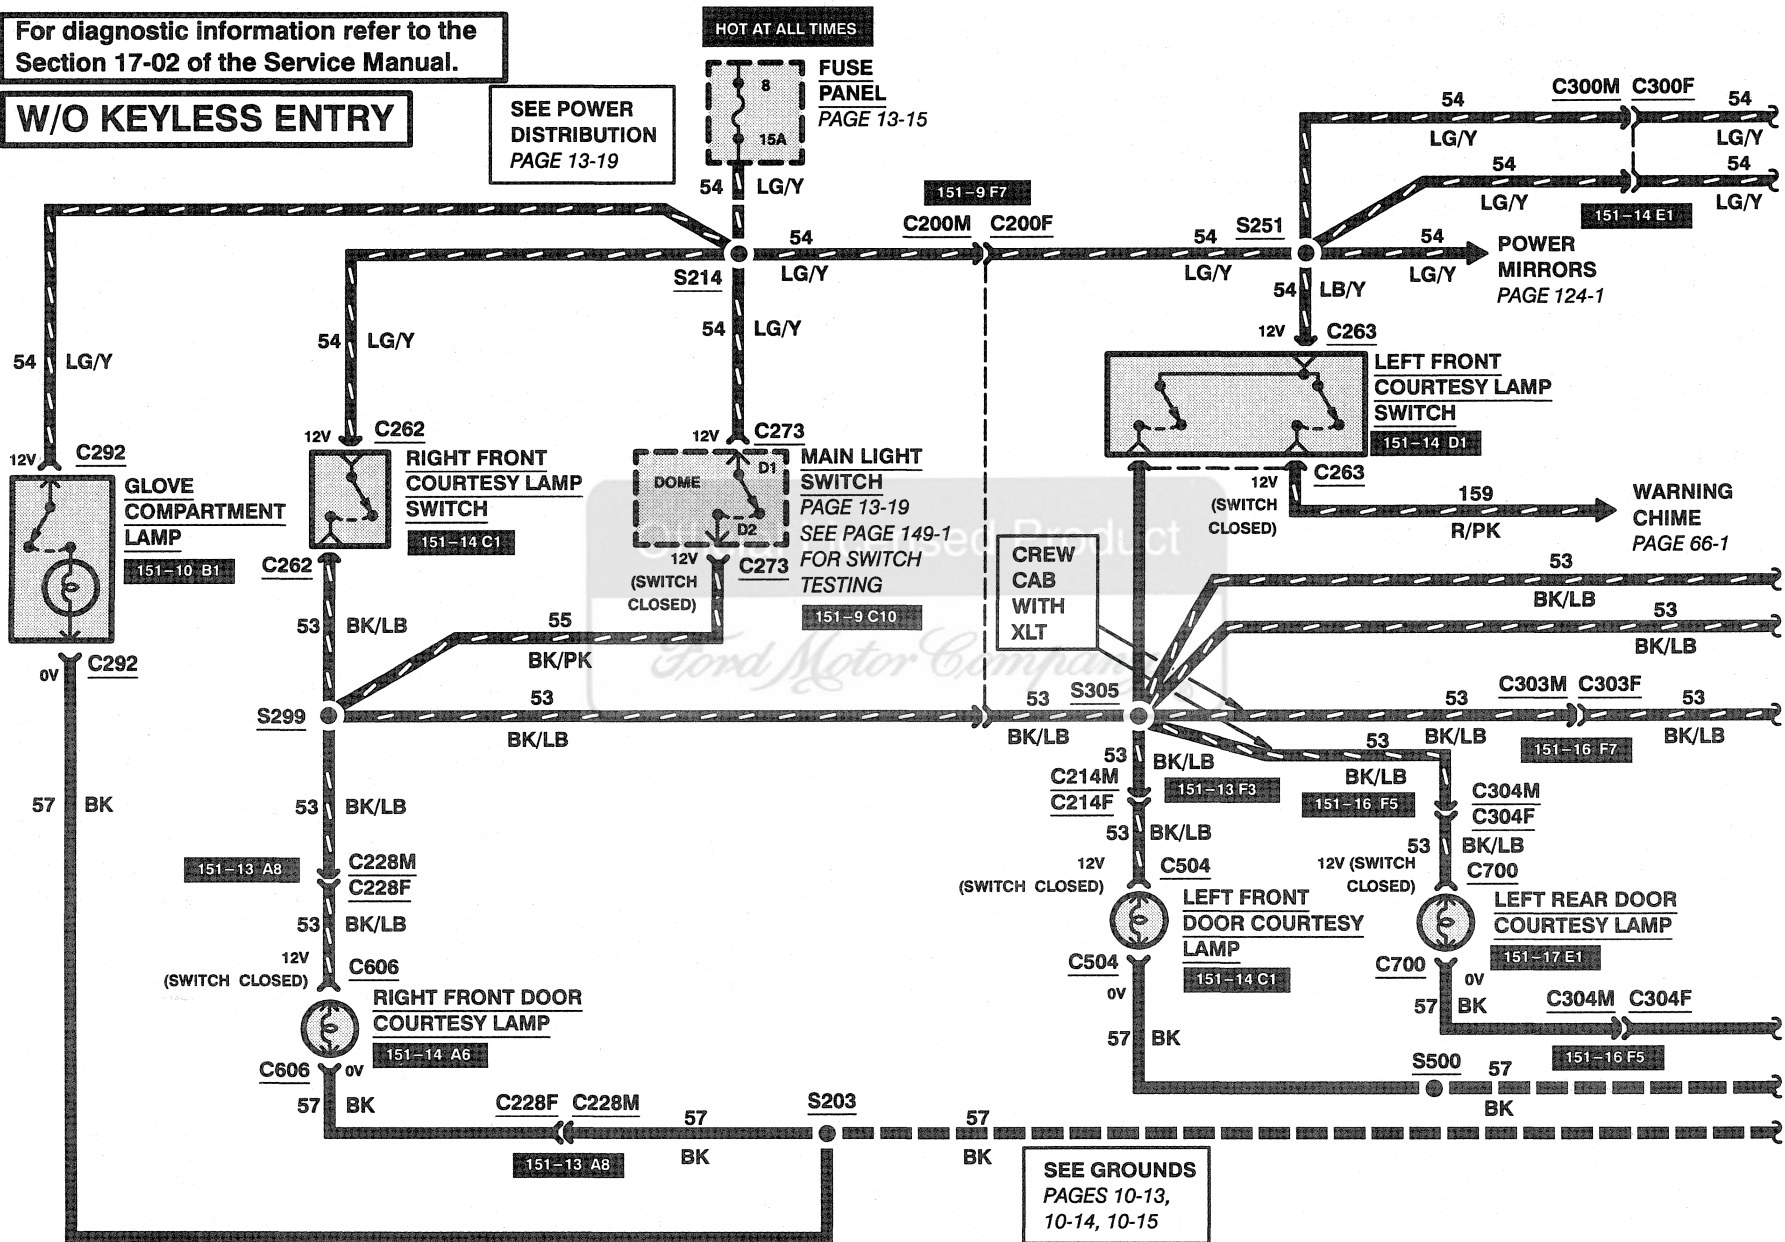 For diagnostic information refer to the
Section 17-02 of the Service Manual.
W/O KEYLESS ENTRY
SEE POWER
DISTRIBUTION
PAGE 13-19
HOT AT ALL TIMES
8
15A
FUSE
PANEL
PAGE 13-15
54 LG/Y
151-9 F7
C200M C200F
54
LG/Y
S214
54
LG/Y
S251
54
LG/Y
C300M C300F
54
LG/Y
54
LG/Y
54
LG/Y
54
LG/Y
151-14 E1
54
LG/Y
POWER
MIRRORS
PAGE 124-1
54 LB/Y
12V C263
LEFT FRONT
COURTESY LAMP
SWITCH
151-14 D1
C263
12V
(SWITCH
CLOSED)
159
R/PK
WARNING
CHIME
PAGE 66-1
54 LG/Y
54 LG/Y
54 LG/Y
12V C292
GLOVE
COMPARTMENT
LAMP
151-10 B1
0V C292
57 BK
12V C262
RIGHT FRONT
COURTESY LAMP
SWITCH
151-14 C1
C262
53 BK/LB
12V C273
DOME
D1
D2
MAIN LIGHT
SWITCH
PAGE 13-19
SEE PAGE 149-1
FOR SWITCH
TESTING
151-9 C10
12V
(SWITCH
CLOSED)
C273
55
BK/PK
Official Licensed Product
Ford Motor Company
CREW
CAB
WITH
XLT
53
BK/LB
53
BK/LB
S299
53
BK/LB
53
BK/LB
S305
53
BK/LB
C303M C303F
53
BK/LB
151-16 F7
53 BK/LB
C214M
C214F
151-13 F3
53
BK/LB
151-16 F5
C304M
C304F
53 BK/LB
53 BK/LB
12V
(SWITCH CLOSED)
C504
LEFT FRONT
DOOR COURTESY
LAMP
151-14 C1
C504
0V
57 BK
12V (SWITCH
CLOSED)
C700
LEFT REAR DOOR
COURTESY LAMP
151-17 E1
C700
0V
57 BK
C304M C304F
151-16 F5
S500
57
BK
53 BK/LB
151-13 A8
C228M
C228F
53 BK/LB
12V
(SWITCH CLOSED)
C606
RIGHT FRONT DOOR
COURTESY LAMP
151-14 A6
C606 0V
57 BK
C228F C228M
151-13 A8
57
BK
S203
57
BK
SEE GROUNDS
PAGES 10-13,
10-14, 10-15